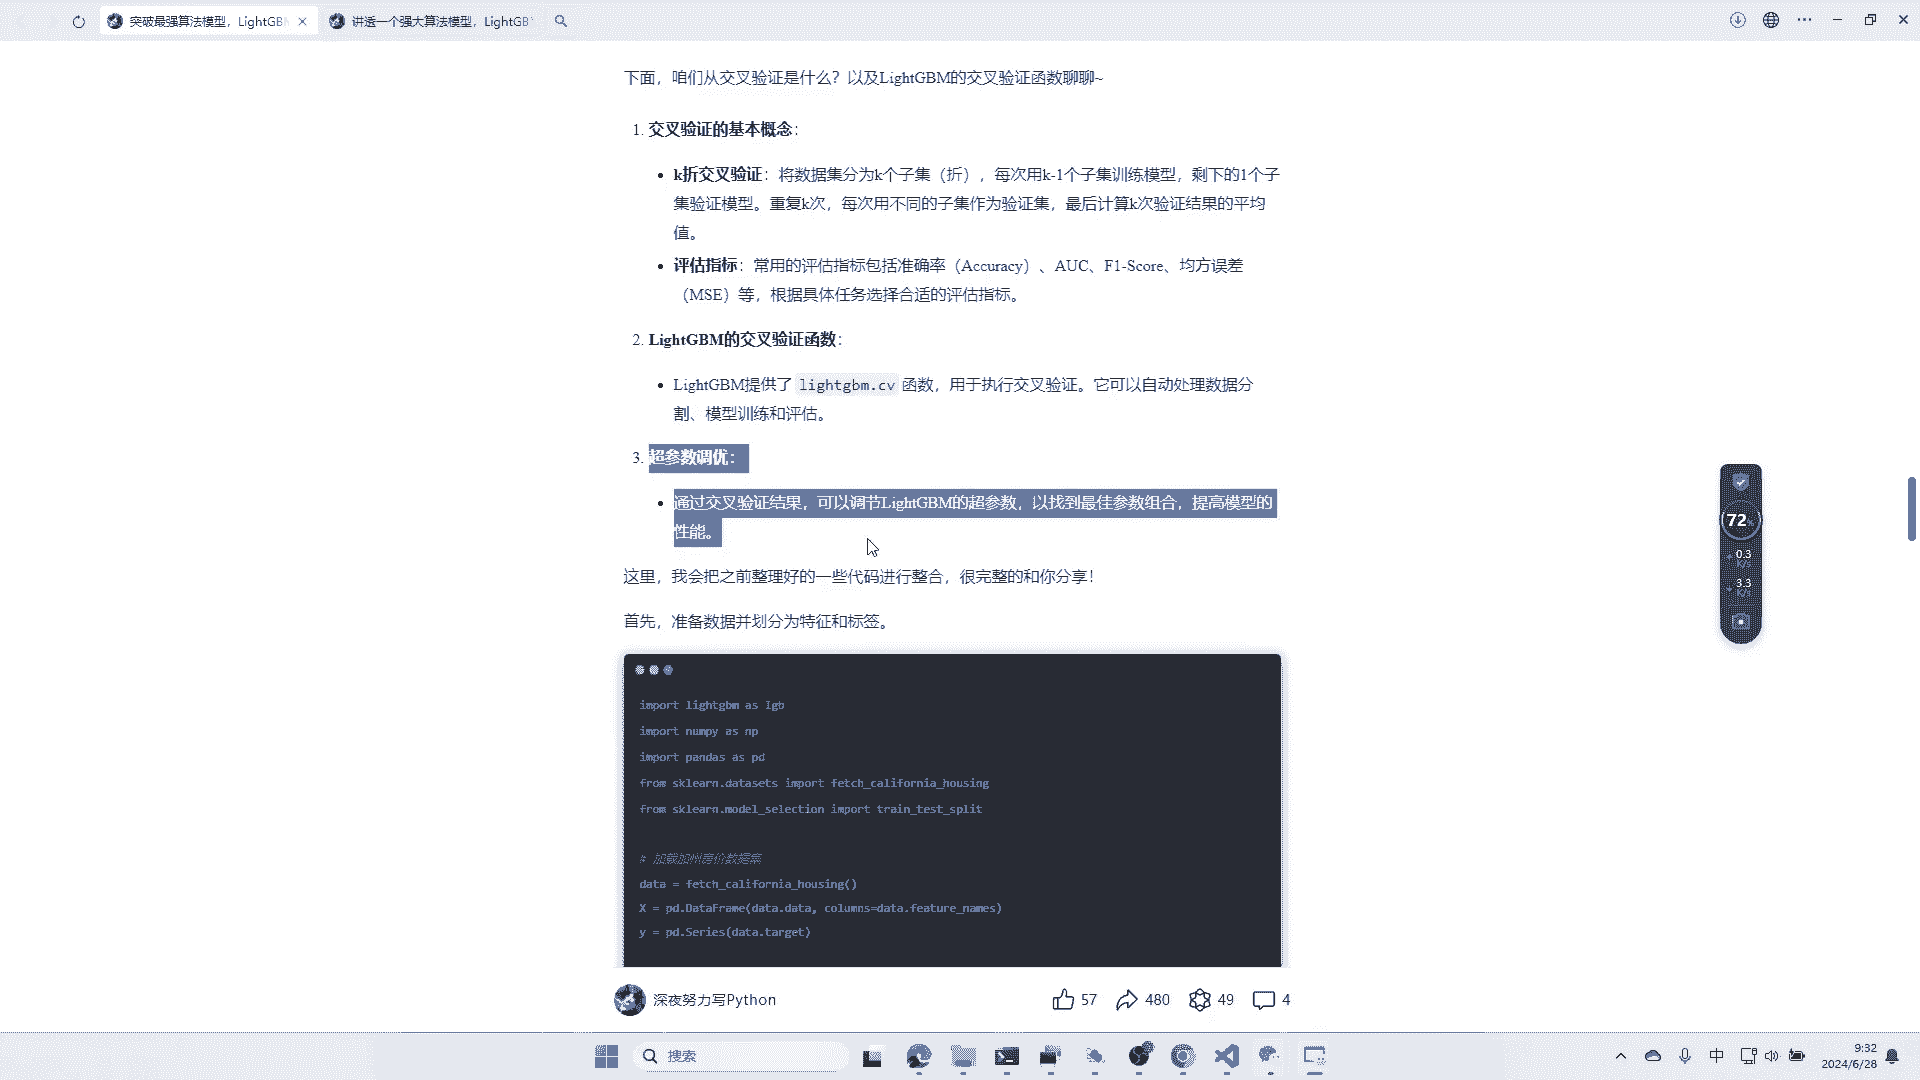 突破最强算法模型，LightGBM
讲透一个强大算法模型，LightGB
下面，咱们从交叉验证是什么？以及LightGBM的交叉验证函数聊聊~
1. 交叉验证的基本概念：
k折交叉验证：将数据集分为k个子集（折），每次用k-1个子集训练模型，剩下的1个子
集验证模型。重复k次，每次用不同的子集作为验证集，最后计算k次验证结果的平均
值。
评估指标：常用的评估指标包括准确率（Accuracy）、AUC、F1-Score、均方误差
（MSE）等，根据具体任务选择合适的评估指标。
2. LightGBM的交叉验证函数：
LightGBM提供了 lightgbm.cv 函数，用于执行交叉验证。它可以自动处理数据分
割、模型训练和评估。
3. 超参数调优：
通过交叉验证结果，可以调节LightGBM的超参数，以找到最佳参数组合，提高模型的
性能。
这里，我会把之前整理好的一些代码进行整合，很完整的和你分享！
首先，准备数据并划分为特征和标签。
import lightgbm as lgb
import numpy as np
import pandas as pd
from sklearn.datasets import fetch_california_housing
from sklearn.model_selection import train_test_split
# 加载加州房价数据集
data = fetch_california_housing()
X = pd.DataFrame(data.data, columns=data.feature_names)
y = pd.Series(data.target)
深夜努力写Python
57 480 49 4
72%
0.3
K/s
3.3
K/s
搜索
中
9:32
2024/6/28